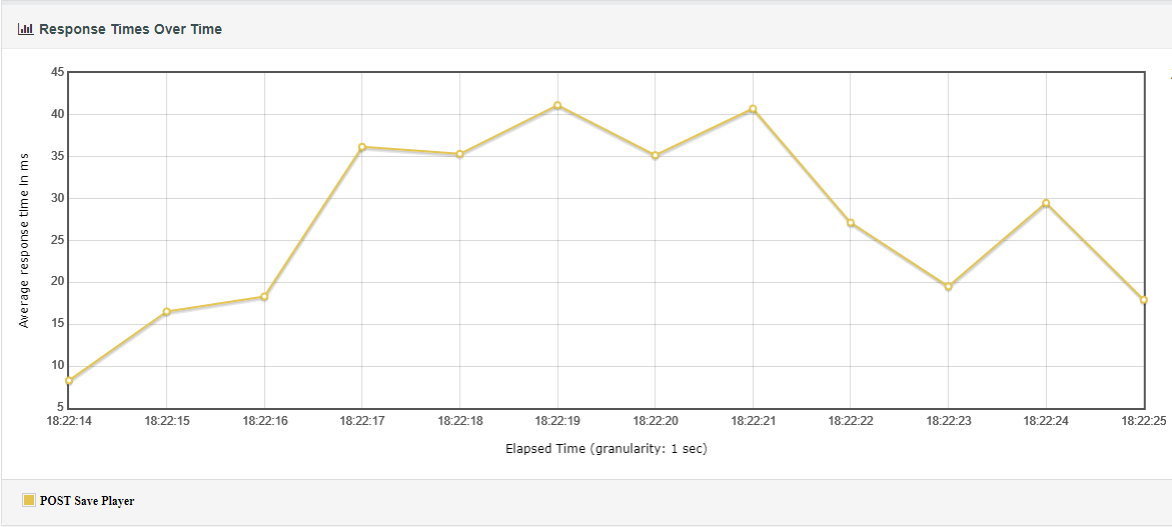 Response Times Over Time
45
40
35
30
25
20
15
10
5
Average response time in ms
18:22:14 18:22:15 18:22:16 18:22:17 18:22:18 18:22:19 18:22:20 18:22:21 18:22:22 18:22:23 18:22:24 18:22:25
Elapsed Time (granularity: 1 sec)
POST Save Player